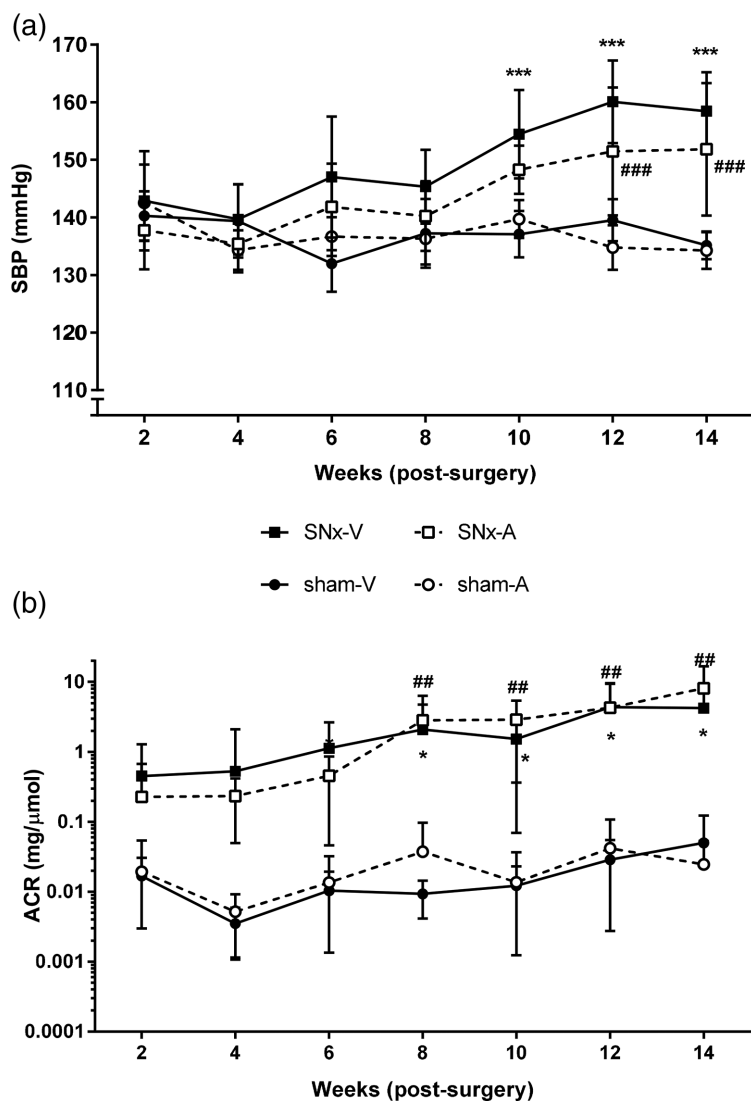 (a)
170
160
150
140
130
120
110
SBP (mmHg)
*** *** ***
### ###
2 4 6 8 10 12 14
Weeks (post-surgery)
SNx-V SNx-A
sham-V sham-A
(b)
10
1
0.1
0.01
0.001
0.0001
ACR (mg/μmol)
## ## ## ##
* * * *
2 4 6 8 10 12 14
Weeks (post-surgery)